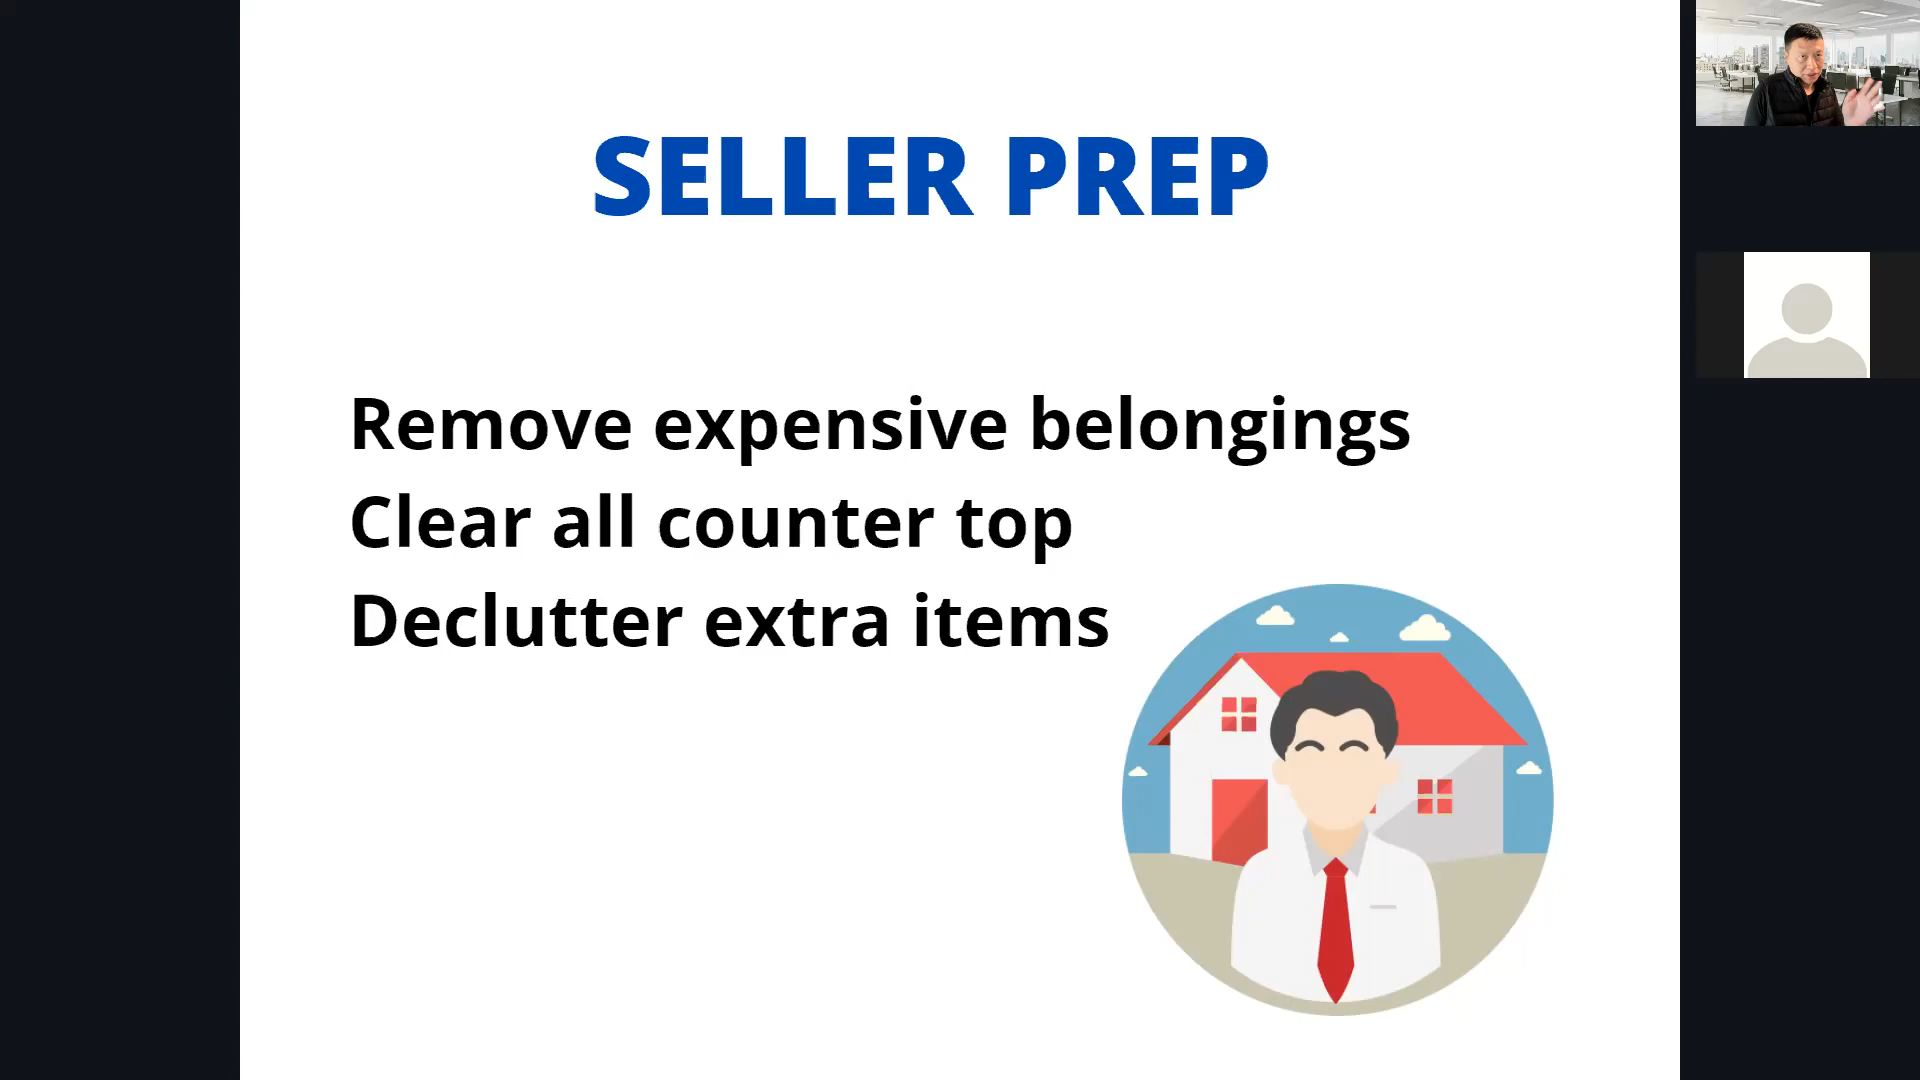 SELLER PREP
Remove expensive belongings
Clear all counter top
Declutter extra items